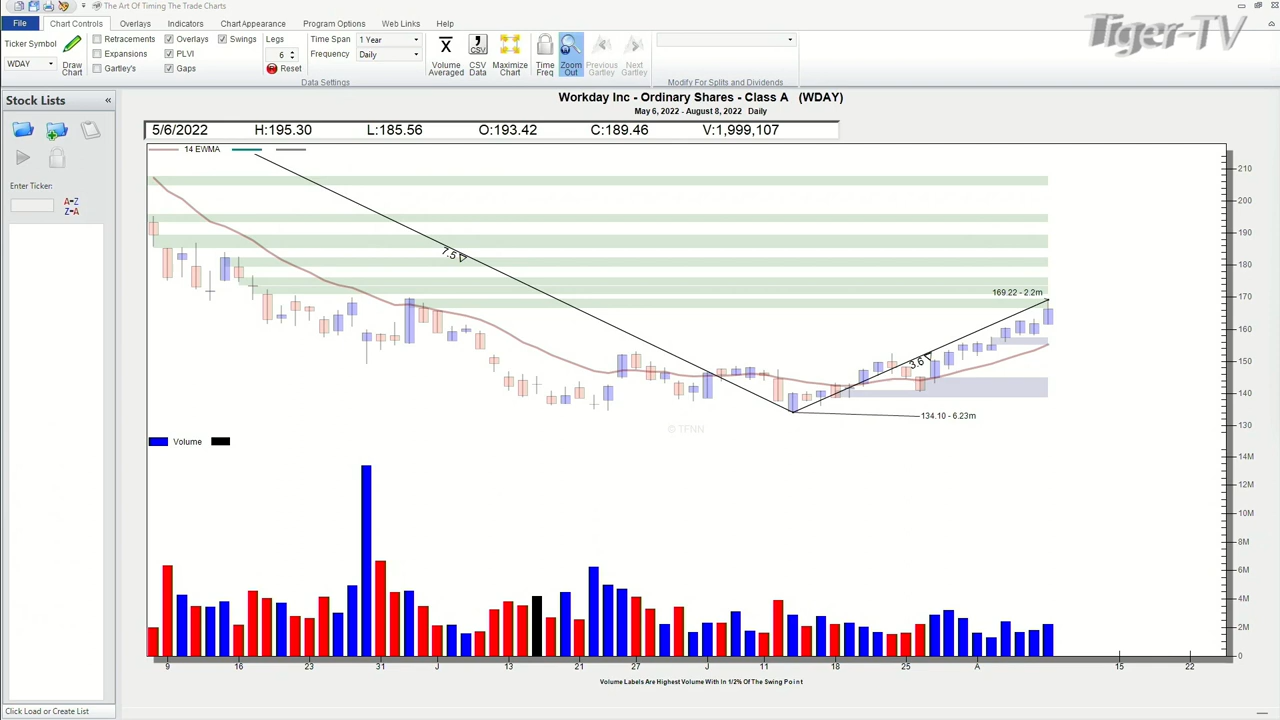 The Art Of Timing The Trade Charts
File Chart Controls Overlays Indicators Chart Appearance Program Options Web Links Help
Ticker Symbol
WDAY
Draw Chart
Retracements Overlays Swings
Expansions PLVI
Gartley's Gaps
Legs
6
Reset
Time Span 1 Year
Frequency Daily
Data Settings
Volume Averaged
CSV
CSV Data
Maximize Chart
Time Freq
Zoom Out
Previous Gartley
Next Gartley
Modify For Splits and Dividends
Tiger-TV
Stock Lists «
Enter Ticker:
A-Z
Z-A
Click Load or Create List
Workday Inc - Ordinary Shares - Class A (WDAY)
May 6, 2022 - August 8, 2022 Daily
5/6/2022 H:195.30 L:185.56 O:193.42 C:189.46 V:1,999,107
14 EWMA
7.5
169.22 - 2.2m
3.6
134.10 - 6.23m
© TFNN
210
200
190
180
170
160
150
140
130
Volume
14M
12M
10M
8M
6M
4M
2M
0
9 16 23 31 J 13 21 27 J 11 18 25 A 15 22
Volume Labels Are Highest Volume With In 1/2% Of The Swing Point